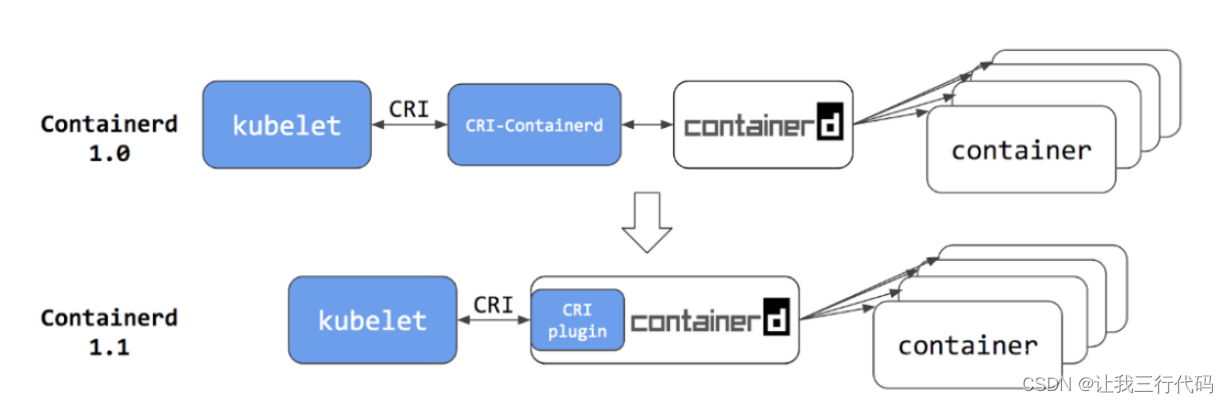 Containerd
1.0
kubelet
CRI
CRI-Containerd
containerd
container
Containerd
1.1
kubelet
CRI
CRI
plugin
containerd
container
CSDN @让我三行代码